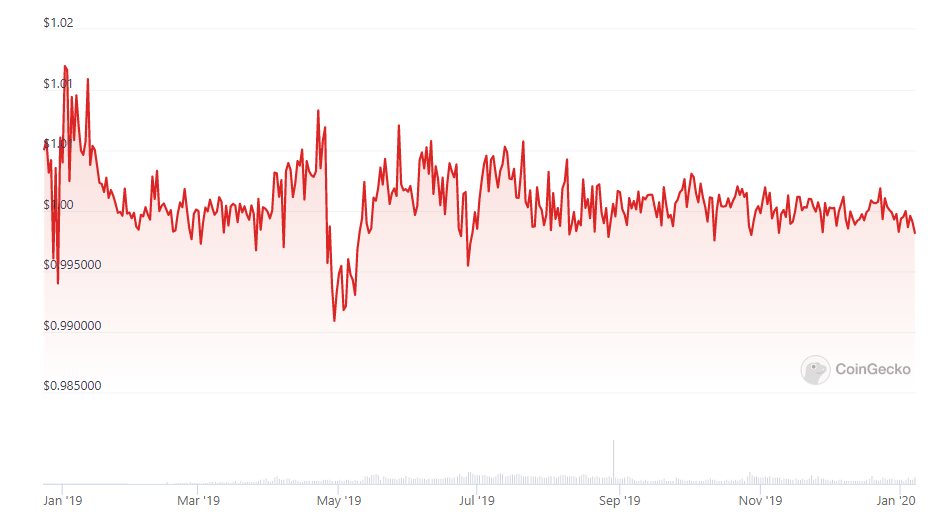 $1.02
$1.01
$1.01
$1.00
$0.995000
$0.990000
$0.985000
CoinGecko
Jan '19
Mar '19
May '19
Jul '19
Sep '19
Nov '19
Jan '20